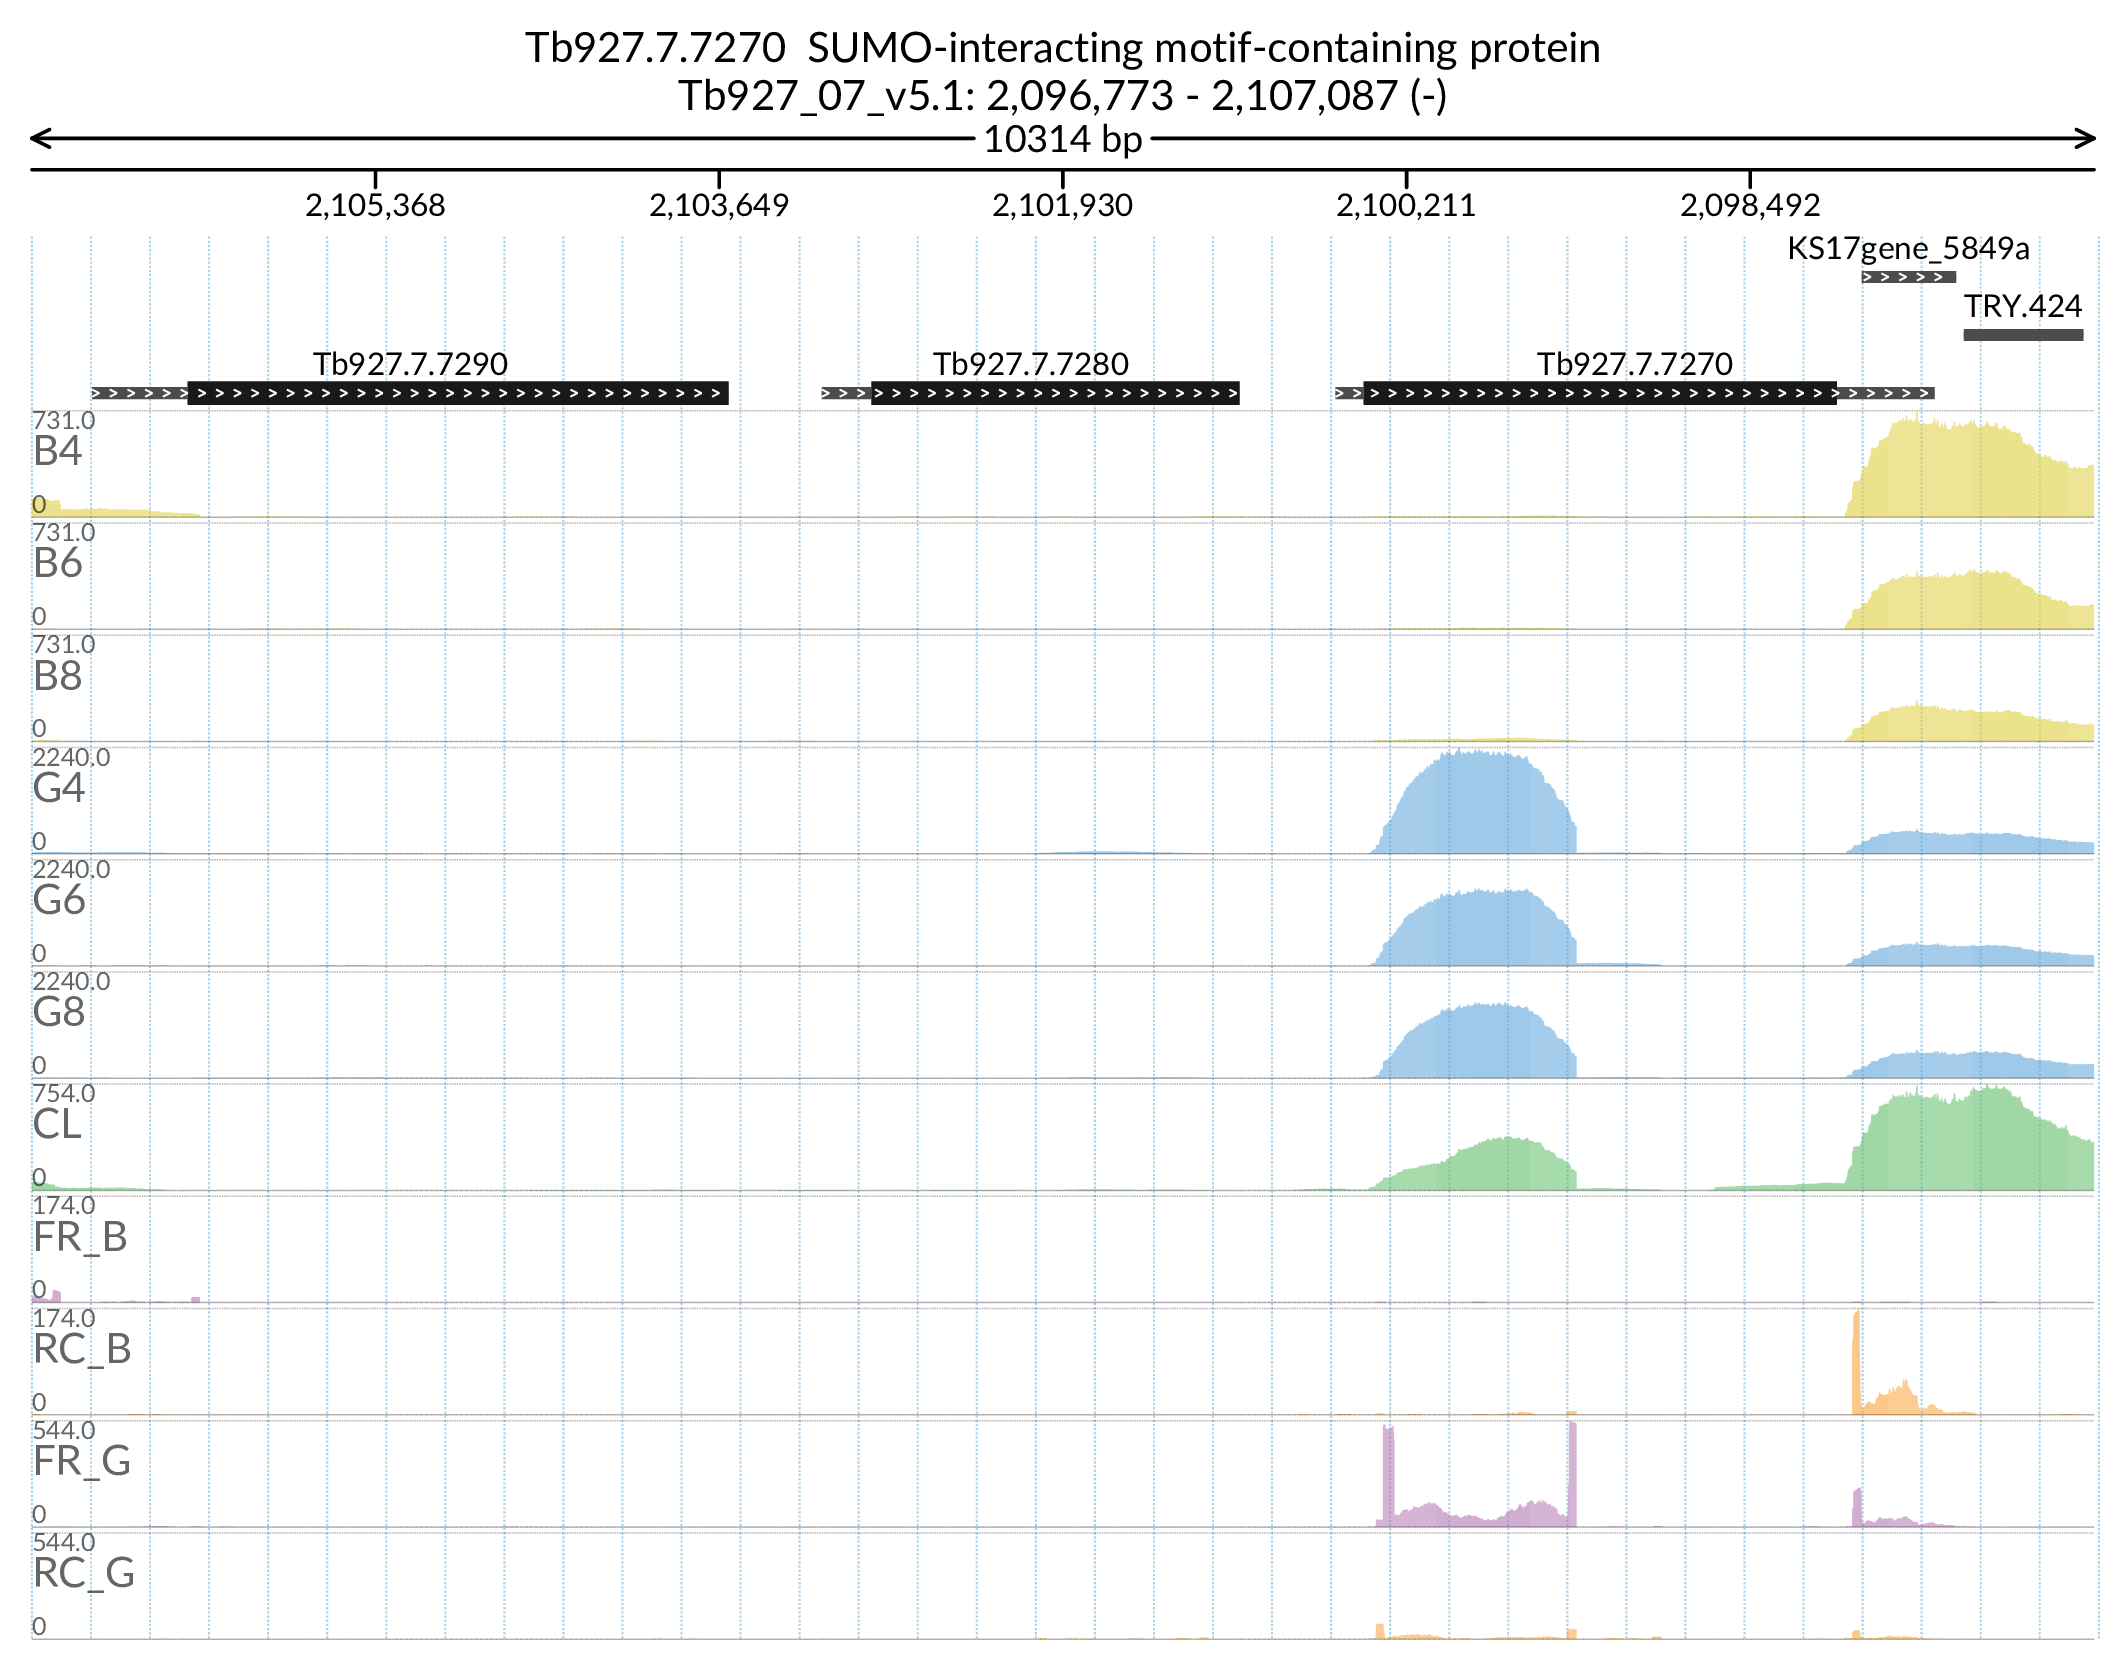 Tb927.7.7270 SUMO-interacting motif-containing protein
Tb927_07_v5.1: 2,096,773 - 2,107,087 (-)
10314 bp
2,105,368 2,103,649 2,101,930 2,100,211 2,098,492
KS17gene_5849a
TRY.424
Tb927.7.7290 Tb927.7.7280 Tb927.7.7270
731.0
B4
0
731.0
B6
0
731.0
B8
0
2240.0
G4
0
2240.0
G6
0
2240.0
G8
0
754.0
CL
0
174.0
FR_B
0
174.0
RC_B
0
544.0
FR_G
0
544.0
RC_G
0